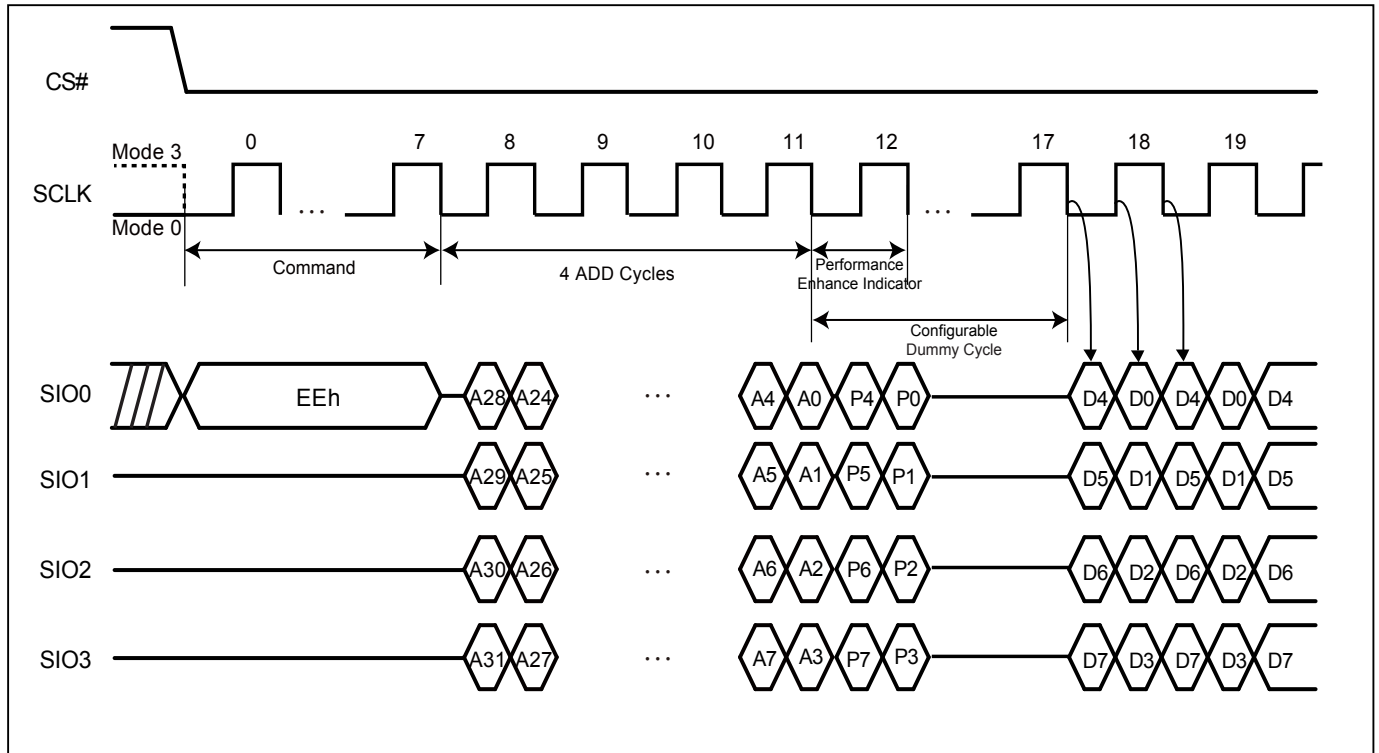 CS#
0 7 8 9 10 11 12 17 18 19
Mode 3
SCLK
...
...
Mode 0
Command
4 ADD Cycles
Performance
Enhance Indicator
Configurable
Dummy Cycle
SIO0 EEh A28 A24 ... A4 A0 P4 P0 D4 D0 D4 D0 D4
SIO1 A29 A25 ... A5 A1 P5 P1 D5 D1 D5 D1 D5
SIO2 A30 A26 ... A6 A2 P6 P2 D6 D2 D6 D2 D6
SIO3 A31 A27 ... A7 A3 P7 P3 D7 D3 D7 D3 D7